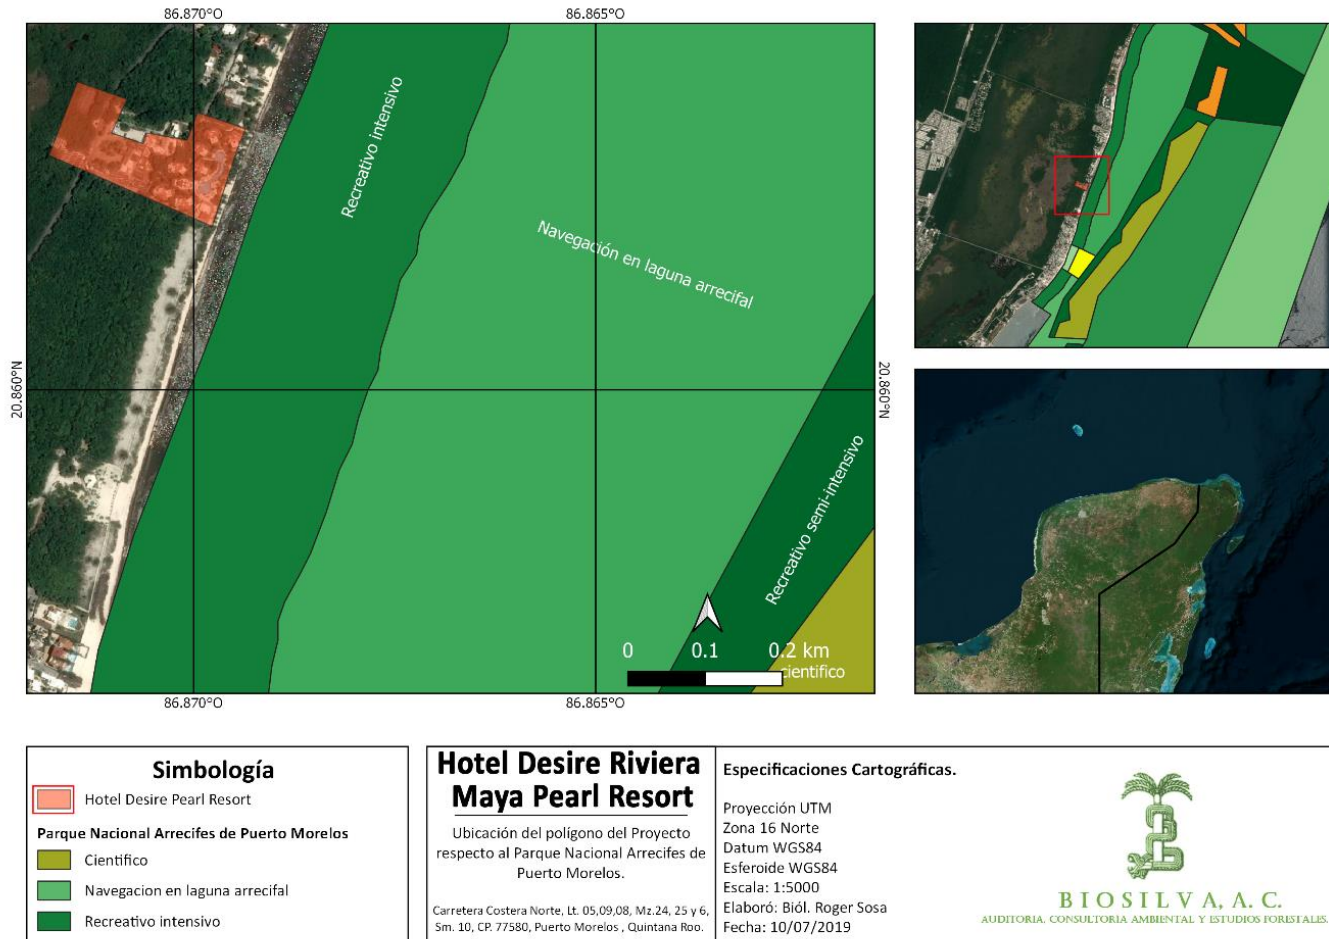 86.870°O
86.865°O
Recreativo intensivo
Navegación en laguna arrecifal
20.860°N
20.860°N
Recreativo semi-intensivo
0 0.1 0.2 km
cientifico
86.870°O
86.865°O
Simbología
Hotel Desire Pearl Resort
Parque Nacional Arrecifes de Puerto Morelos
Científico
Navegacion en laguna arrecifal
Recreativo intensivo
Hotel Desire Riviera
Maya Pearl Resort
Ubicación del polígono del Proyecto
respecto al Parque Nacional Arrecifes de
Puerto Morelos.
Carretera Costera Norte, Lt. 05,09,08, Mz.24, 25 y 6,
Sm. 10, CP. 77580, Puerto Morelos , Quintana Roo.
Especificaciones Cartográficas.
Proyección UTM
Zona 16 Norte
Datum WGS84
Esferoide WGS84
Escala: 1:5000
Elaboró: Biól. Roger Sosa
Fecha: 10/07/2019
BIOSILVA, A. C.
AUDITORIA, CONSULTORIA AMBIENTAL Y ESTUDIOS FORESTALES.